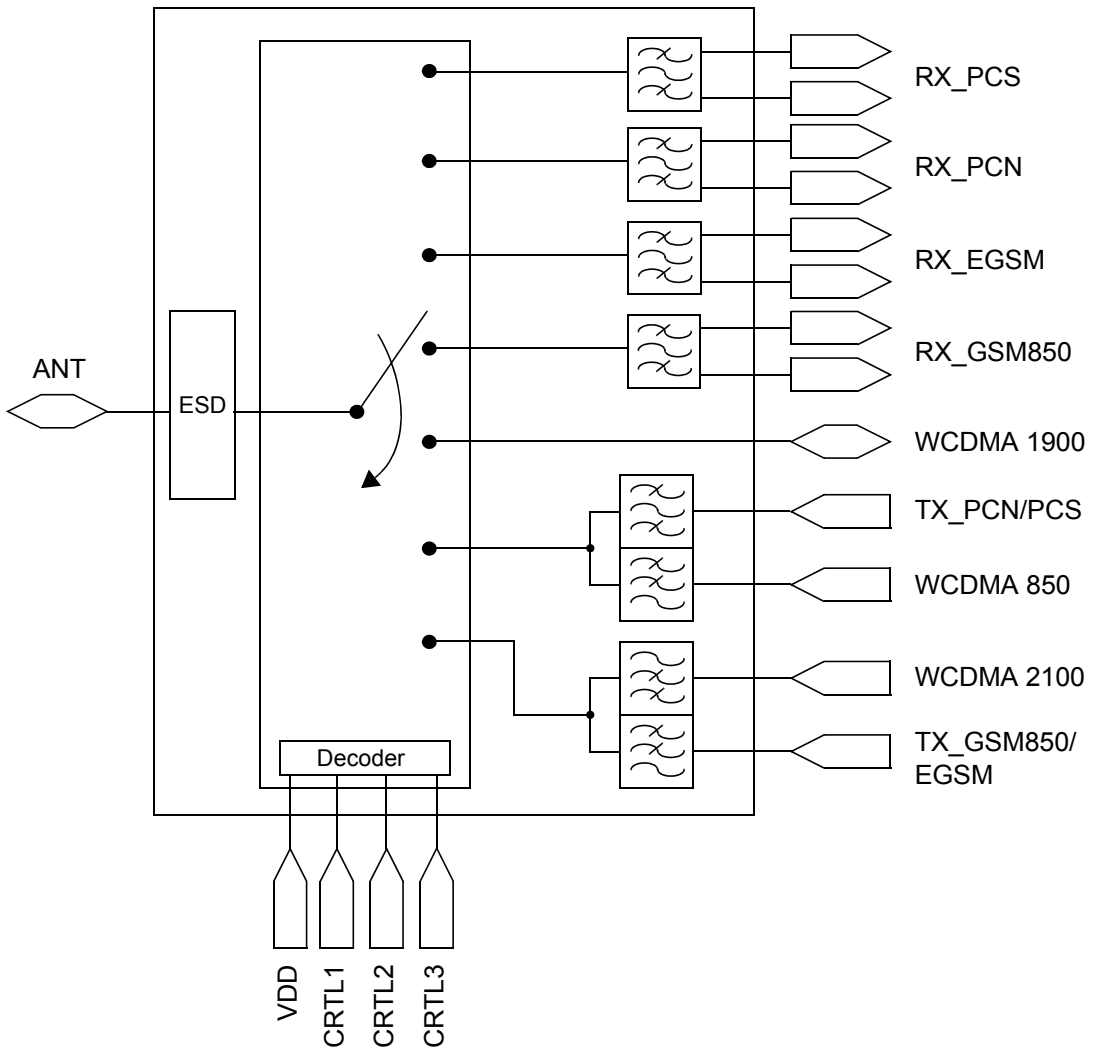 RX_PCS
RX_PCN
RX_EGSM
RX_GSM850
ANT
ESD
WCDMA 1900
TX_PCN/PCS
WCDMA 850
WCDMA 2100
TX_GSM850/
EGSM
Decoder
VDD
CRTL1
CRTL2
CRTL3